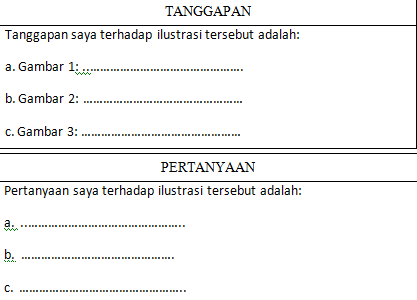 TANGGAPAN
Tanggapan saya terhadap ilustrasi tersebut adalah:
a. Gambar 1: ....................................................
b. Gambar 2: ....................................................
c. Gambar 3: ....................................................
PERTANYAAN
Pertanyaan saya terhadap ilustrasi tersebut adalah:
a. ....................................................
b. ..................................................
c. ....................................................